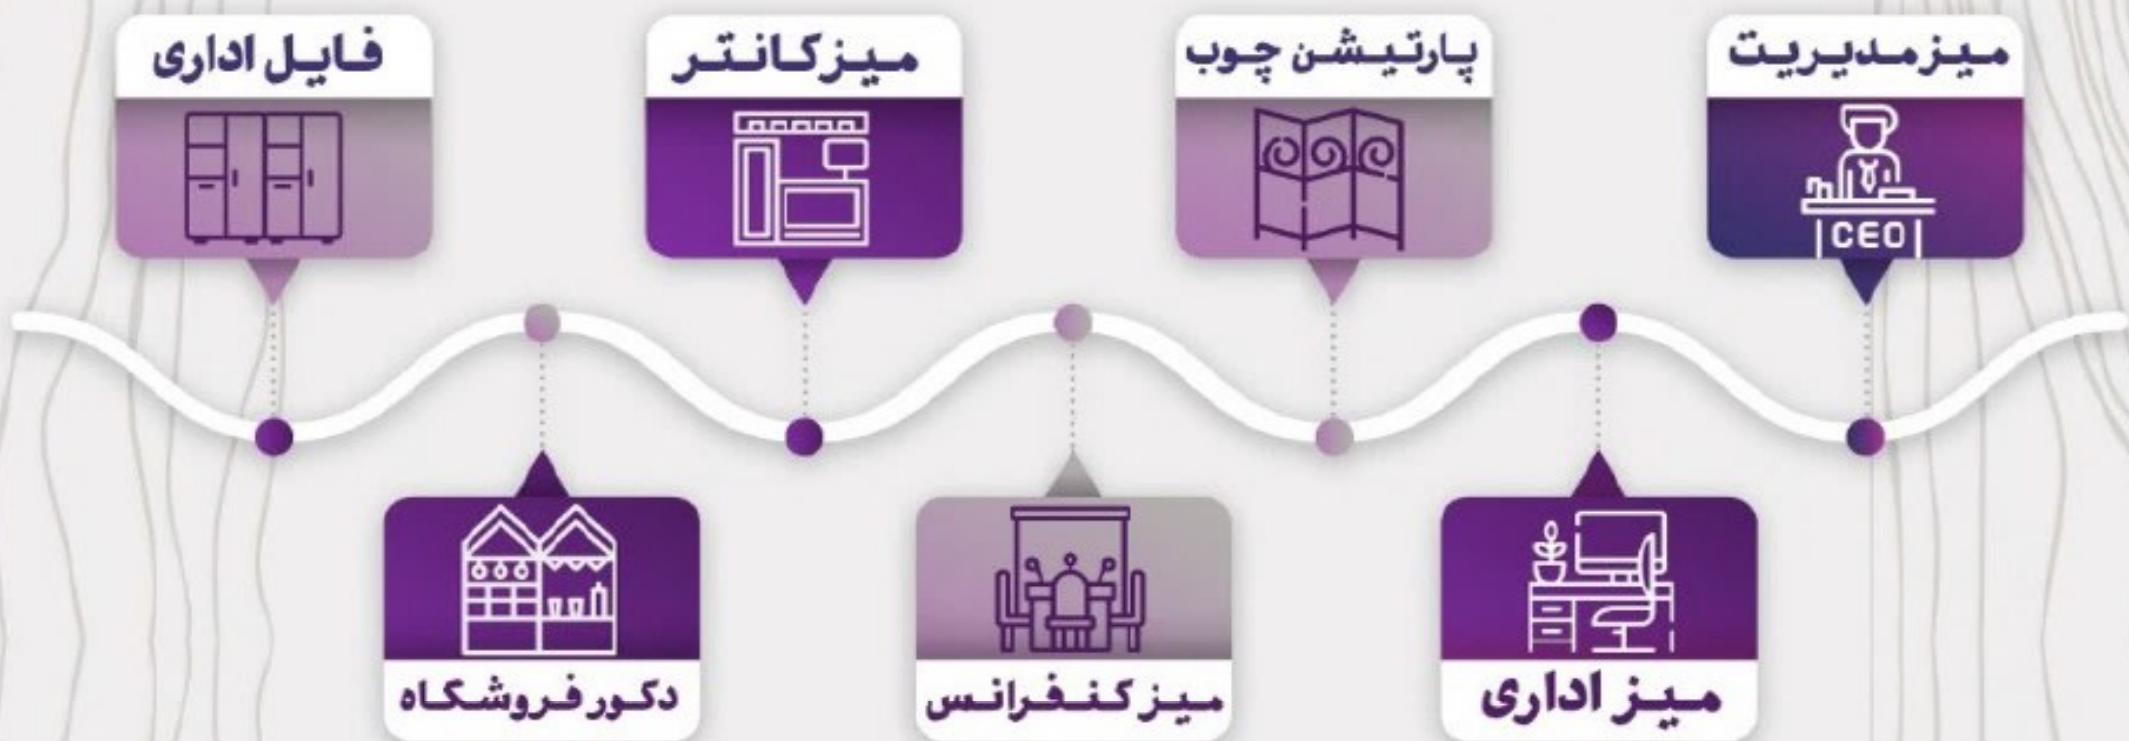 میز مدیریت
CEO
پارتیشن چوب
میز کانتر
فایل اداری
میز اداری
میز کنفرانس
دکور فروشگاه